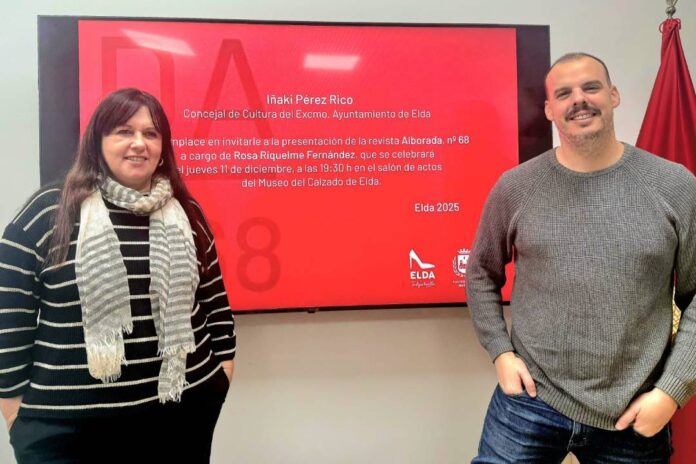 Iñaki Pérez Rico
Concejal de Cultura del Excmo. Ayuntamiento de Elda
mplace en invitarle a la presentación de la revista Alborada, nº 68
a cargo de Rosa Riquelme Fernández, que se celebrará
el jueves 11 de diciembre, a las 19:30 h en el salón de actos
del Museo del Calzado de Elda.
Elda 2025
68
ELDA